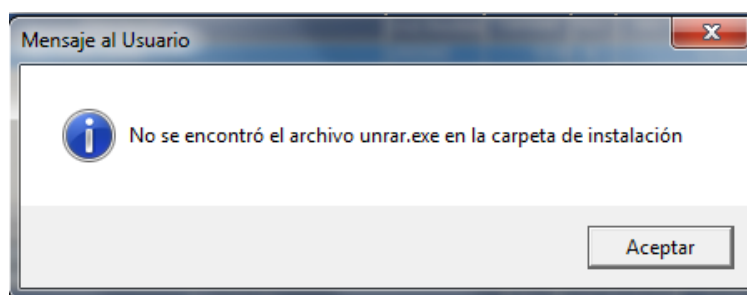 Mensaje al Usuario
No se encontró el archivo unrar.exe en la carpeta de instalación
Aceptar